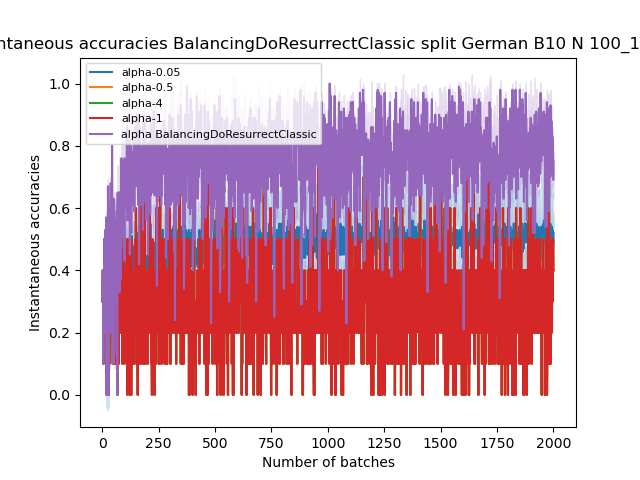 ntaneous accuracies BalancingDoResurrectClassic split German B10 N 100_1
alpha-0.05
alpha-0.5
alpha-4
alpha-1
alpha BalancingDoResurrectClassic
Instantaneous accuracies
1.0
0.8
0.6
0.4
0.2
0.0
0
250
500
750
1000
1250
1500
1750
2000
Number of batches